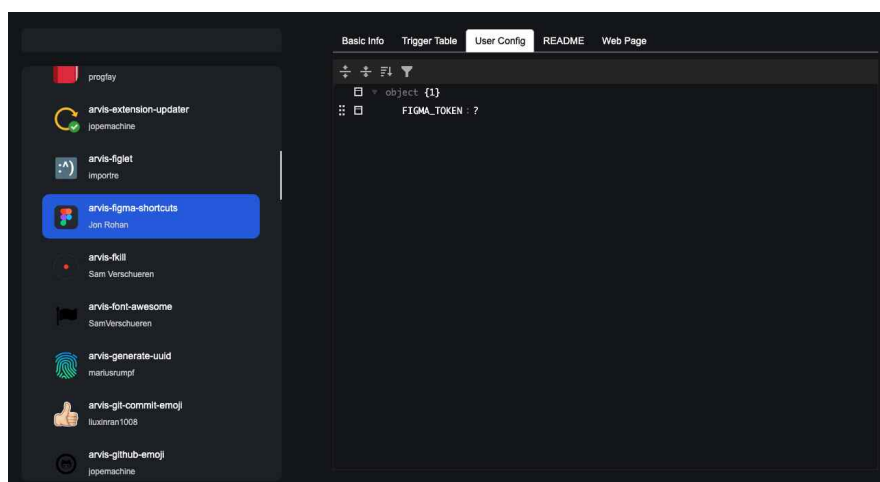 progfay
arvis-extension-updater
jopemachine
:^)
arvis-figlet
importre
arvis-figma-shortcuts
Jon Rohan
arvis-fkill
Sam Verschueren
arvis-font-awesome
SamVerschueren
arvis-generate-uuid
mariusrumpf
arvis-git-commit-emoji
liuxinran1008
arvis-github-emoji
jopemachine
Basic Info Trigger Table User Config README Web Page
object {1}
FIGMA_TOKEN : ?